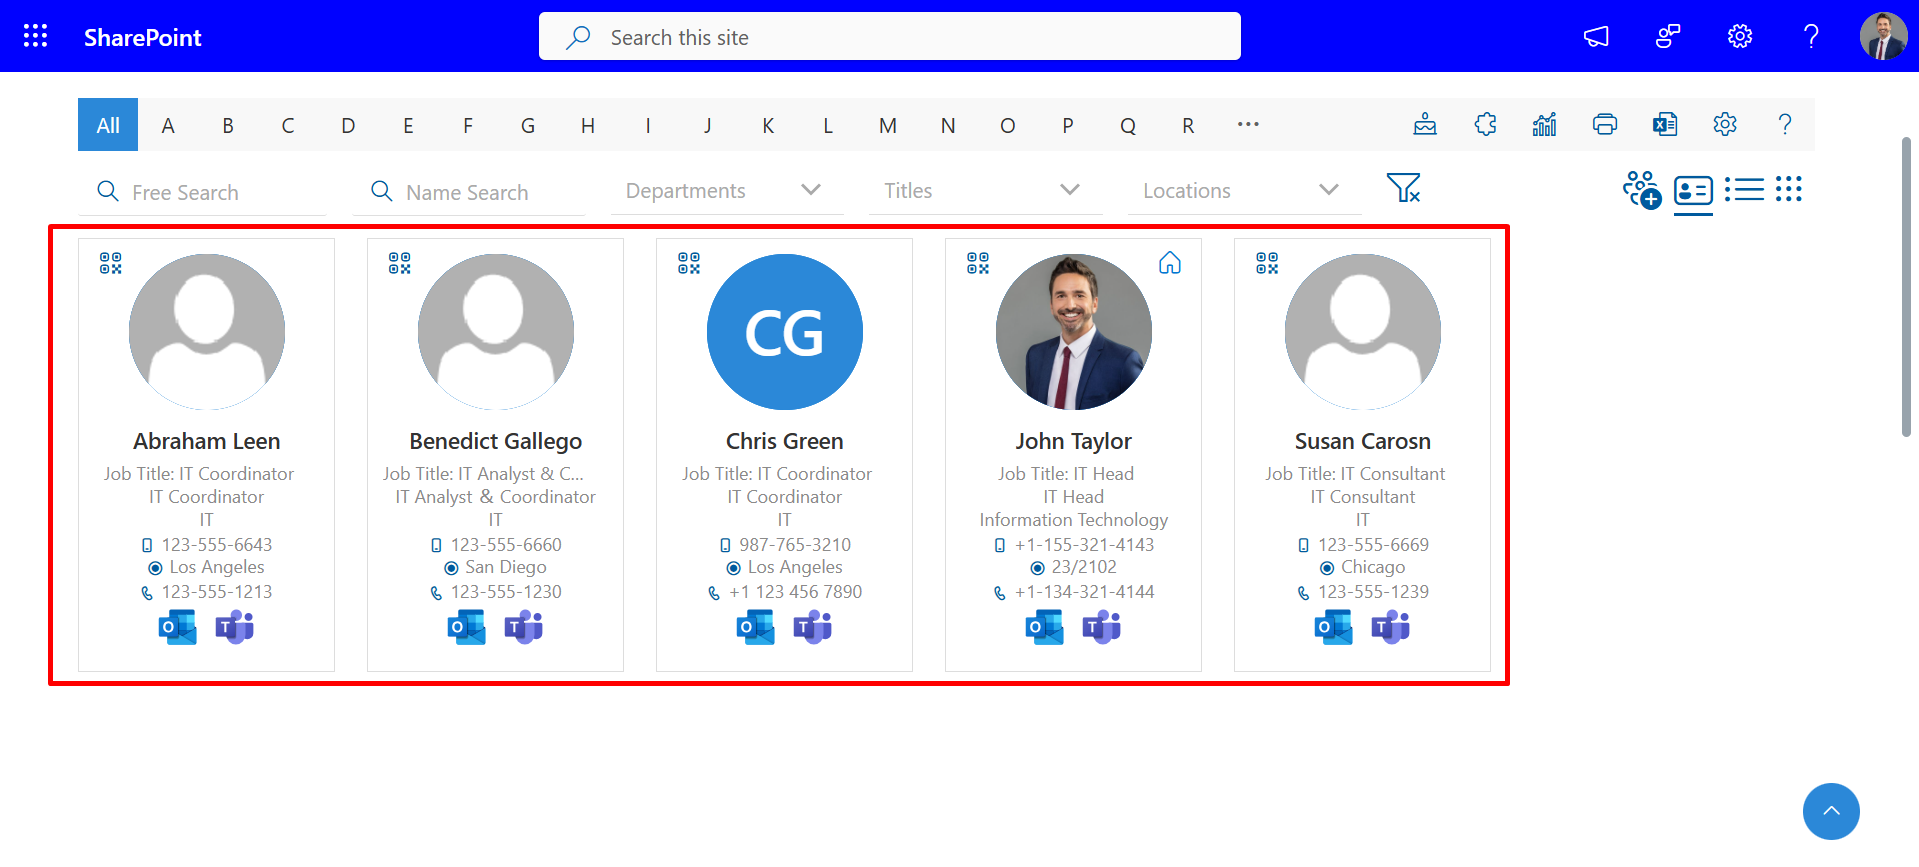 SharePoint
Search this site
All A B C D E F G H I J K L M N O P Q R ...
Free Search Name Search Departments Titles Locations
CG
Abraham Leen
Job Title: IT Coordinator
IT Coordinator
IT
123-555-6643
Los Angeles
123-555-1213
Benedict Gallego
Job Title: IT Analyst & C...
IT Analyst & Coordinator
IT
123-555-6660
San Diego
123-555-1230
Chris Green
Job Title: IT Coordinator
IT Coordinator
IT
987-765-3210
Los Angeles
+1 123 456 7890
John Taylor
Job Title: IT Head
IT Head
Information Technology
+1-155-321-4143
23/2102
+1-134-321-4144
Susan Carosn
Job Title: IT Consultant
IT Consultant
IT
123-555-6669
Chicago
123-555-1239